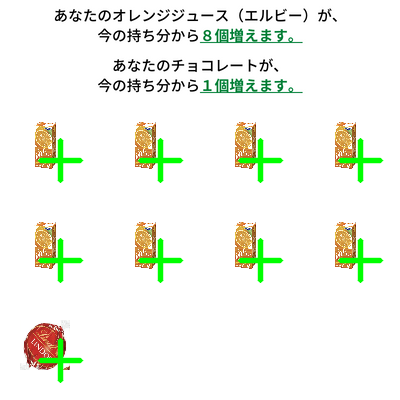 あなたのオレンジジュース（エルビー）が、
今の持ち分から８個増えます。
あなたのチョコレートが、
今の持ち分から１個増えます。